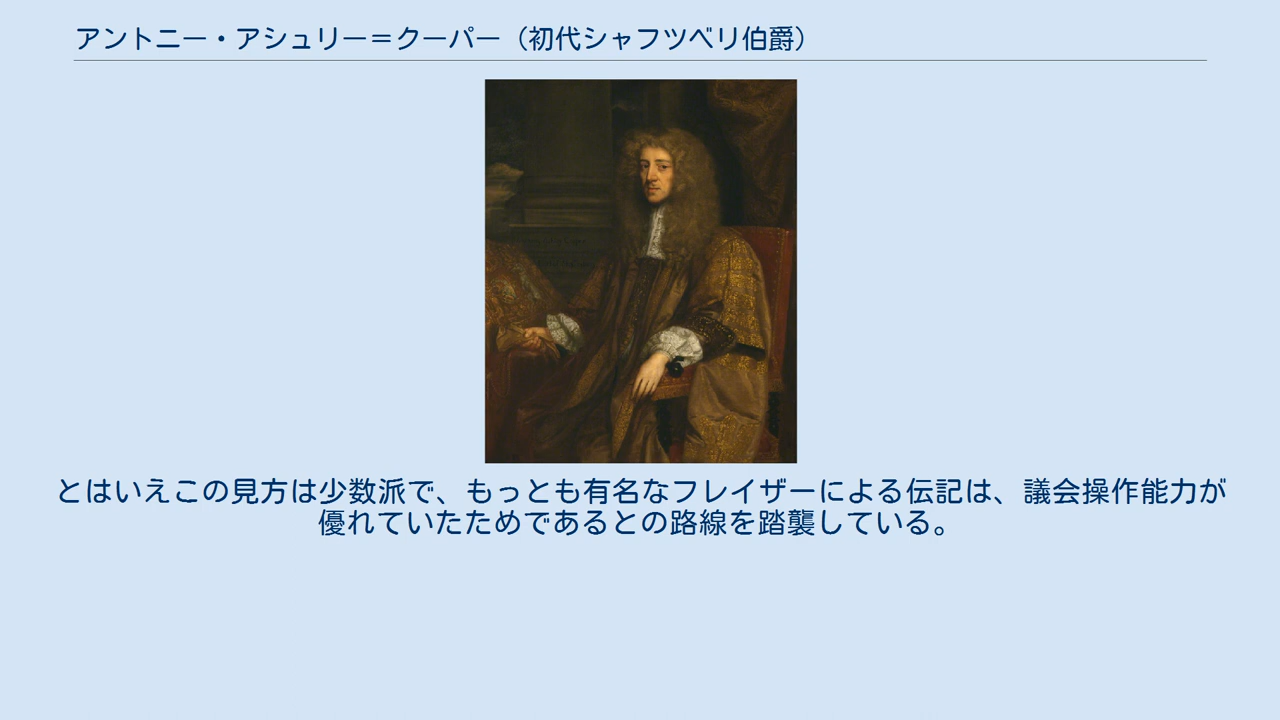 アントニー・アシュリー＝クーパー（初代シャフツベリ伯爵）
とはいえこの見方は少数派で、もっとも有名なフレイザーによる伝記は、議会操作能力が
優れていたためであるとの路線を踏襲している。